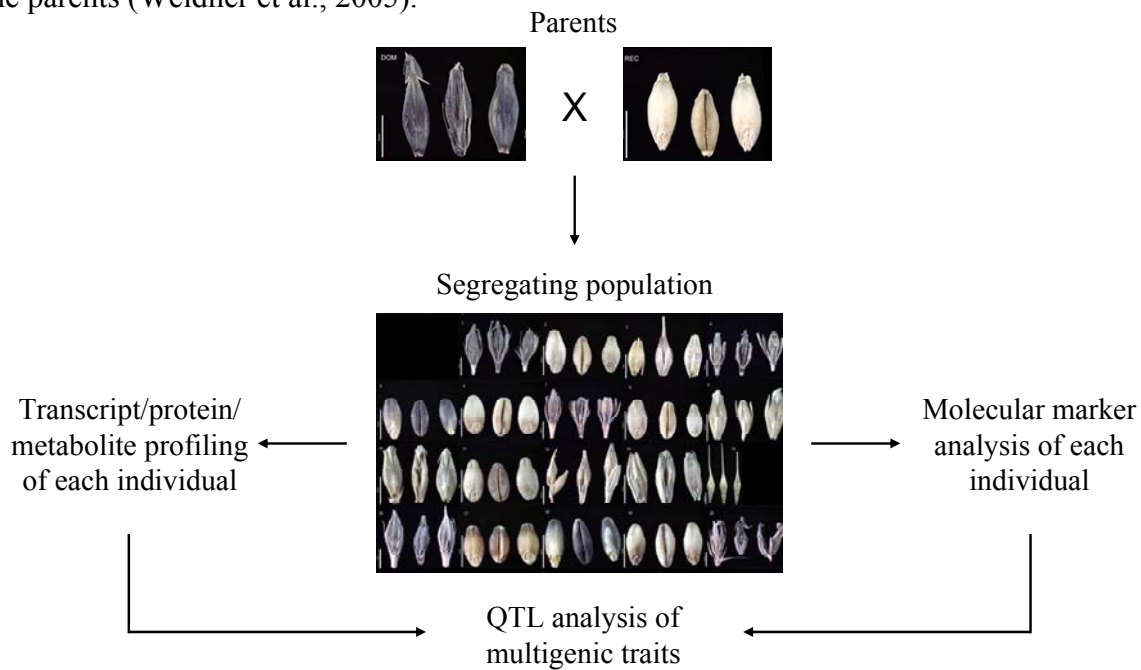 ne parents (Weidner et al., 2005).
Parents
DOM
REC
X
Segregating population
Transcript/protein/
metabolite profiling
of each individual
Molecular marker
analysis of each
individual
QTL analysis of
multigenic traits